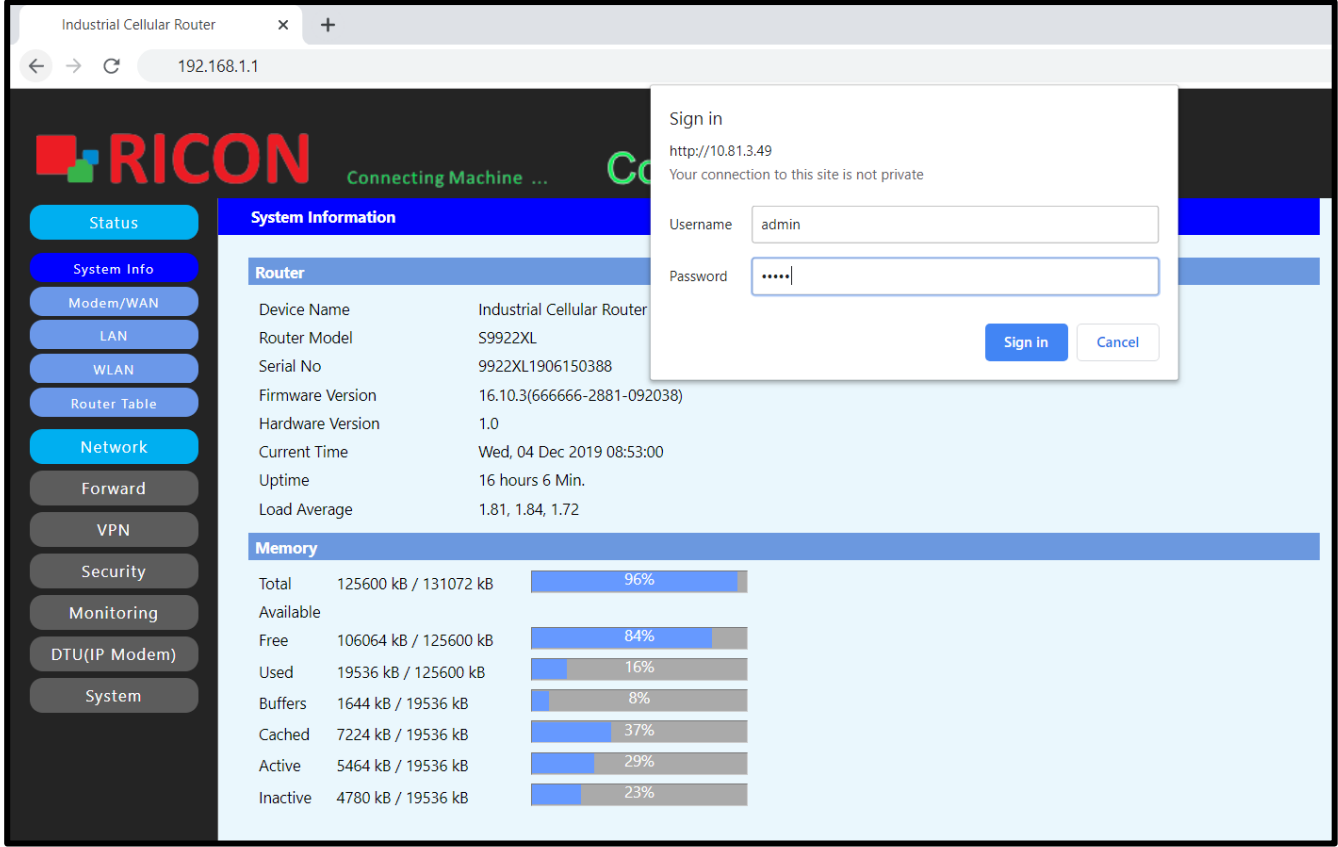 Industrial Cellular Router
192.168.1.1
RICON
Connecting Machine ...
Co
Sign in
http://10.81.3.49
Your connection to this site is not private
Username admin
Password •••••
Sign in Cancel
Status
System Info
Modem/WAN
LAN
WLAN
Router Table
Network
Forward
VPN
Security
Monitoring
DTU(IP Modem)
System
System Information
Router
Device Name Industrial Cellular Router
Router Model S9922XL
Serial No 9922XL1906150388
Firmware Version 16.10.3(666666-2881-092038)
Hardware Version 1.0
Current Time Wed, 04 Dec 2019 08:53:00
Uptime 16 hours 6 Min.
Load Average 1.81, 1.84, 1.72
Memory
Total 125600 kB / 131072 kB 96%
Available
Free 106064 kB / 125600 kB 84%
Used 19536 kB / 125600 kB 16%
Buffers 1644 kB / 19536 kB 8%
Cached 7224 kB / 19536 kB 37%
Active 5464 kB / 19536 kB 29%
Inactive 4780 kB / 19536 kB 23%